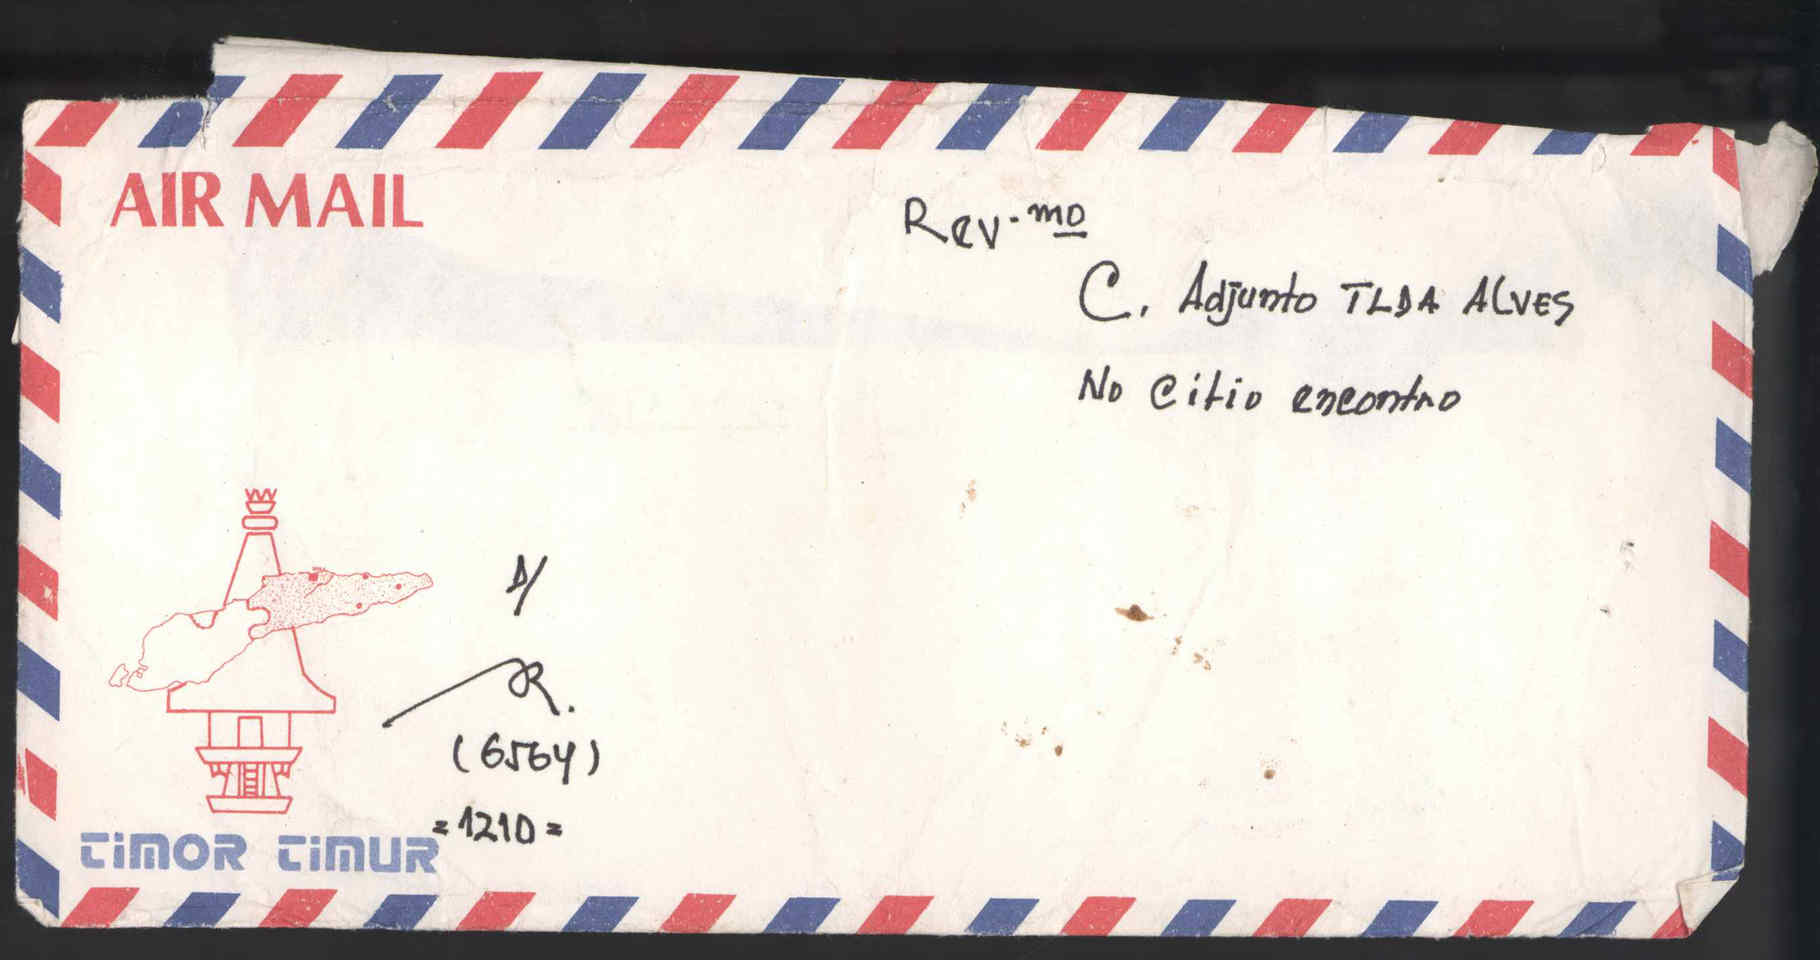 AIR MAIL
Rev-mo
C. Adjunto TLDA ALVES
No Citio encontro
D/
R.
(6564)
=1210=
TIMOR TIMUR